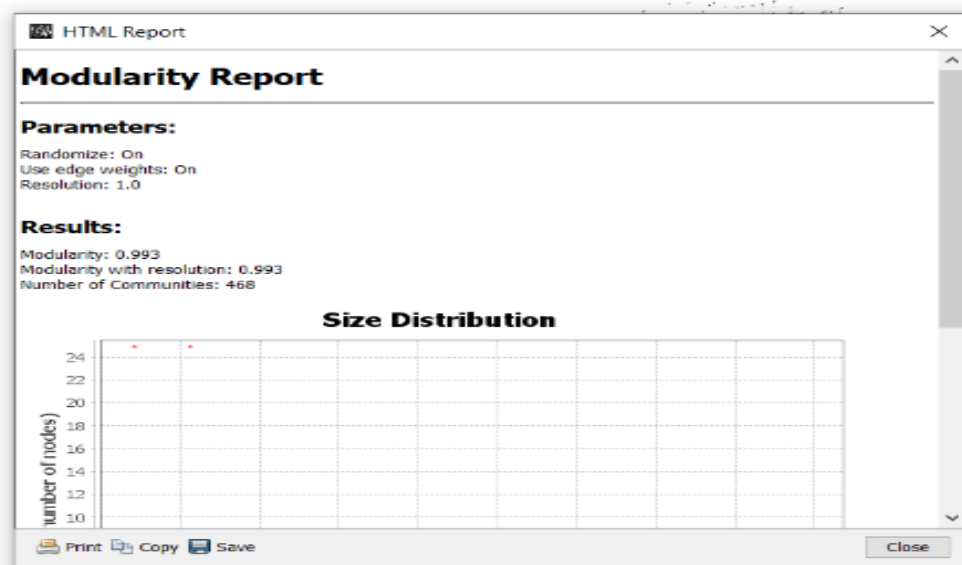 HTML Report
Modularity Report
Parameters:
Randomize: On
Use edge weights: On
Resolution: 1.0
Results:
Modularity: 0.993
Modularity with resolution: 0.993
Number of Communities: 468
Size Distribution
24
22
20
18
16
14
12
10
number of nodes)
Print Copy Save Close